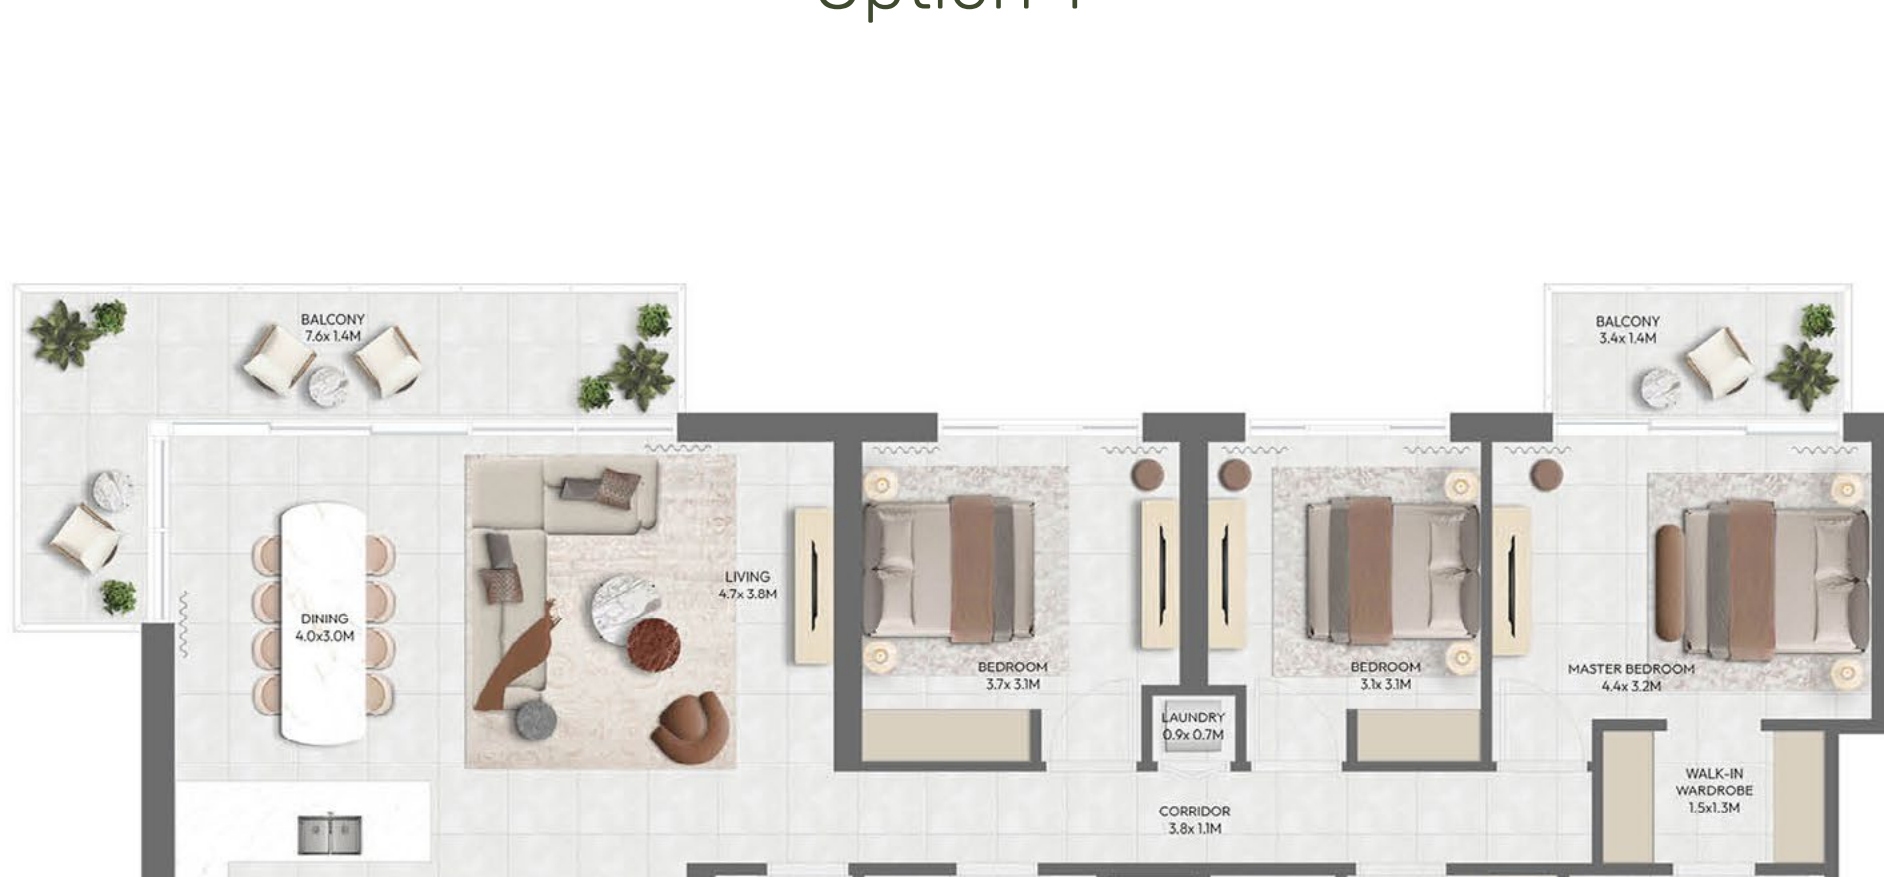 Option 1
BALCONY
7.6x 1.4M
BALCONY
3.4x 1.4M
LIVING
4.7x 3.8M
DINING
4.0x3.0M
BEDROOM
3.7x 3.1M
BEDROOM
3.1x 3.1M
MASTER BEDROOM
4.4x 3.2M
LAUNDRY
0.9x 0.7M
WALK-IN
WARDROBE
1.5x1.3M
CORRIDOR
3.8x 1.1M